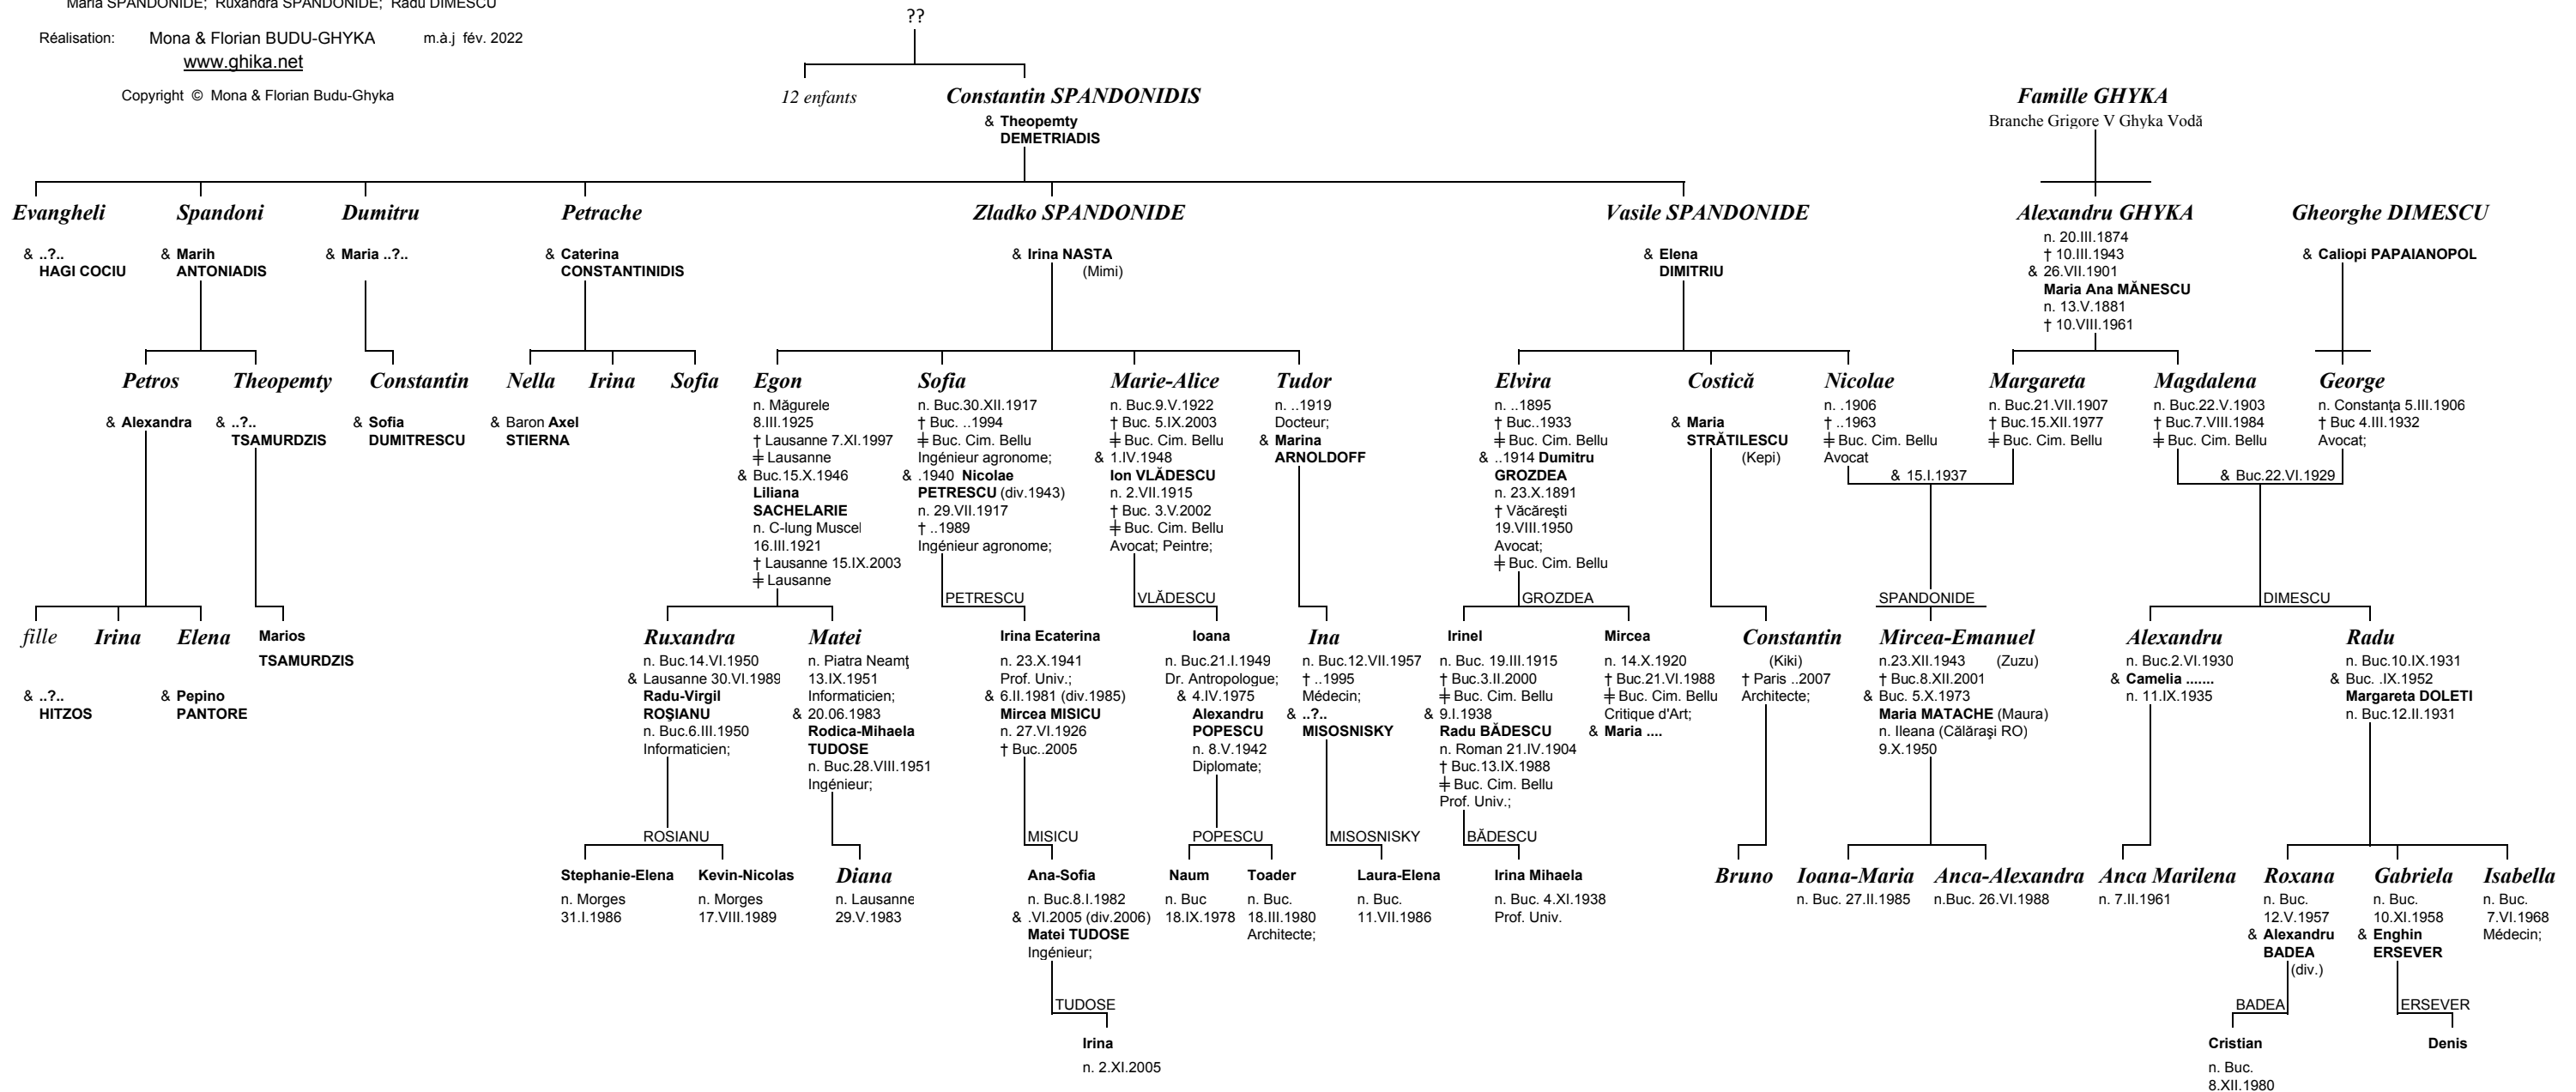 Maria SPANDONIDE; Ruxandra SPANDONIDE; Radu DIMESCU
Réalisation: Mona & Florian BUDU-GHYKA m.à.j fév. 2022
www.ghika.net
Copyright © Mona & Florian Budu-Ghyka
??
12 enfants
Constantin SPANDONIDIS
& Theopemty
DEMETRIADIS
Famille GHYKA
Branche Grigore V Ghyka Vodă
Evangheli
& ..?..
HAGI COCIU
Spandoni
& Marih
ANTONIADIS
Dumitru
& Maria ..?..
Petrache
& Caterina
CONSTANTINIDIS
Zladko SPANDONIDE
& Irina NASTA
(Mimi)
Vasile SPANDONIDE
& Elena
DIMITRIU
Alexandru GHYKA
n. 20.III.1874
† 10.III.1943
& 26.VII.1901
Maria Ana MĂNESCU
n. 13.V.1881
† 10.VIII.1961
Gheorghe DIMESCU
& Caliopi PAPAIANOPOL
Petros
& Alexandra
Theopemty
& ..?..
TSAMURDZIS
Constantin
& Sofia
DUMITRESCU
Nella
& Baron Axel
STIERNA
Irina
Sofia
Egon
n. Măgurele
8.III.1925
† Lausanne 7.XI.1997
╪ Lausanne
& Buc.15.X.1946
Liliana
SACHELARIE
n. C-lung Muscel
16.III.1921
† Lausanne 15.IX.2003
╪ Lausanne
Sofia
n. Buc.30.XII.1917
† Buc. ..1994
╪ Buc. Cim. Bellu
Ingénieur agronome;
& .1940 Nicolae
PETRESCU (div.1943)
n. 29.VII.1917
† ..1989
Ingénieur agronome;
Marie-Alice
n. Buc.9.V.1922
† Buc. 5.IX.2003
╪ Buc. Cim. Bellu
& 1.IV.1948
Ion VLĂDESCU
n. 2.VII.1915
† Buc. 3.V.2002
╪ Buc. Cim. Bellu
Avocat; Peintre;
Tudor
n. ..1919
Docteur;
& Marina
ARNOLDOFF
Elvira
n. ..1895
† Buc..1933
╪ Buc. Cim. Bellu
& ..1914 Dumitru
GROZDEA
n. 23.X.1891
† Văcăreşti
19.VIII.1950
Avocat;
╪ Buc. Cim. Bellu
Costică
& Maria
STRĂTILESCU
(Kepi)
Nicolae
n. .1906
† ..1963
╪ Buc. Cim. Bellu
Avocat
& 15.I.1937
Margareta
n. Buc.21.VII.1907
† Buc.15.XII.1977
╪ Buc. Cim. Bellu
Magdalena
n. Buc.22.V.1903
† Buc.7.VIII.1984
╪ Buc. Cim. Bellu
& Buc.22.VI.1929
George
n. Constanţa 5.III.1906
† Buc 4.III.1932
Avocat;
PETRESCU
VLĂDESCU
GROZDEA
SPANDONIDE
DIMESCU
fille
& ..?..
HITZOS
Irina
Elena
& Pepino
PANTORE
Marios
TSAMURDZIS
Ruxandra
n. Buc.14.VI.1950
& Lausanne 30.VI.1989
Radu-Virgil
ROŞIANU
n. Buc.6.III.1950
Informaticien;
Matei
n. Piatra Neamţ
13.IX.1951
Informaticien;
& 20.06.1983
Rodica-Mihaela
TUDOSE
n. Buc.28.VIII.1951
Ingénieur;
Irina Ecaterina
n. 23.X.1941
Prof. Univ.;
& 6.II.1981 (div.1985)
Mircea MISICU
n. 27.VI.1926
† Buc..2005
Ioana
n. Buc.21.I.1949
Dr. Antropologue;
& 4.IV.1975
Alexandru
POPESCU
n. 8.V.1942
Diplomate;
Ina
n. Buc.12.VII.1957
† ..1995
Médecin;
& ..?..
MISOSNISKY
Irinel
n. Buc. 19.III.1915
† Buc.3.II.2000
╪ Buc. Cim. Bellu
& 9.I.1938
Radu BĂDESCU
n. Roman 21.IV.1904
† Buc.13.IX.1988
╪ Buc. Cim. Bellu
Prof. Univ.;
Mircea
n. 14.X.1920
† Buc.21.VI.1988
╪ Buc. Cim. Bellu
Critique d'Art;
& Maria ....
Constantin
(Kiki)
† Paris ..2007
Architecte;
Mircea-Emanuel
n.23.XII.1943 (Zuzu)
† Buc.8.XII.2001
& Buc. 5.X.1973
Maria MATACHE (Maura)
n. Ileana (Călăraşi RO)
9.X.1950
Alexandru
n. Buc.2.VI.1930
& Camelia .......
n. 11.IX.1935
Radu
n. Buc.10.IX.1931
& Buc. .IX.1952
Margareta DOLETI
n. Buc.12.II.1931
ROSIANU
MISICU
POPESCU
MISOSNISKY
BĂDESCU
Stephanie-Elena
n. Morges
31.I.1986
Kevin-Nicolas
n. Morges
17.VIII.1989
Diana
n. Lausanne
29.V.1983
Ana-Sofia
n. Buc.8.I.1982
& .VI.2005 (div.2006)
Matei TUDOSE
Ingénieur;
Naum
n. Buc
18.IX.1978
Toader
n. Buc.
18.III.1980
Architecte;
Laura-Elena
n. Buc.
11.VII.1986
Irina Mihaela
n. Buc. 4.XI.1938
Prof. Univ.
Bruno
Ioana-Maria
n. Buc. 27.II.1985
Anca-Alexandra
n.Buc. 26.VI.1988
Anca Marilena
n. 7.II.1961
Roxana
n. Buc.
12.V.1957
& Alexandru
BADEA
(div.)
Gabriela
n. Buc.
10.XI.1958
& Enghin
ERSEVER
Isabella
n. Buc.
7.VI.1968
Médecin;
TUDOSE
BADEA
ERSEVER
Irina
n. 2.XI.2005
Cristian
n. Buc.
8.XII.1980
Denis